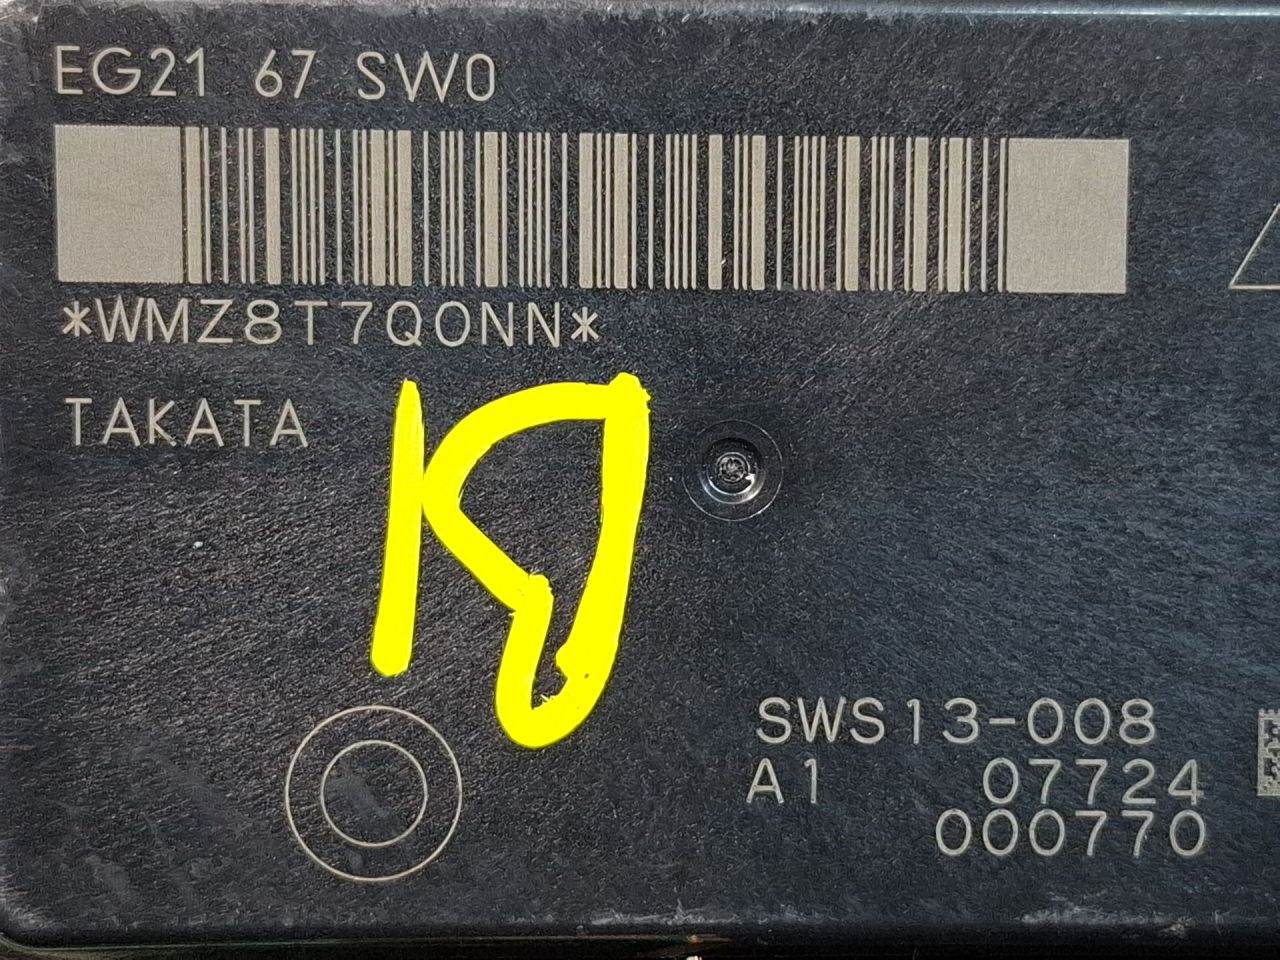 EG21 67 SW0
*WMZ8T7Q0NN*
TAKATA
SWS13-008
A1 07724
000770